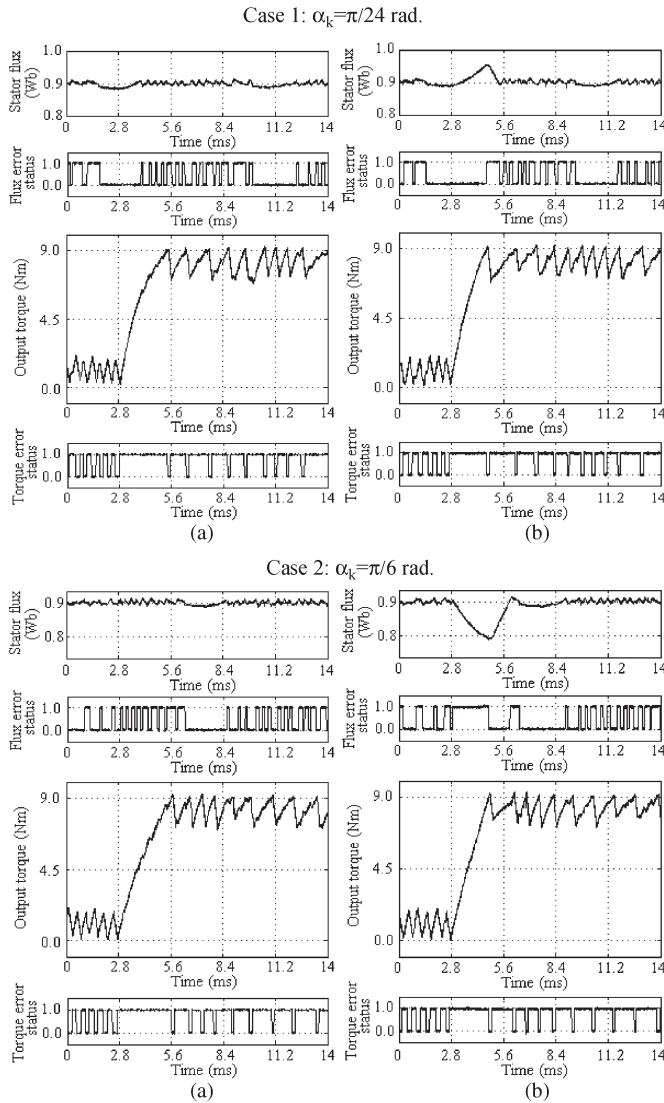 Case 1: αk=π/24 rad.
Stator flux (Wb)
1.0
0.9
0.8
0 2.8 5.6 8.4 11.2 14
Time (ms)
Flux error status
1.0
0.0
0 2.8 5.6 8.4 11.2 14
Time (ms)
Output torque (Nm)
9.0
4.5
0.0
0 2.8 5.6 8.4 11.2 14
Time (ms)
Torque error status
1.0
0.0
0 2.8 5.6 8.4 11.2 14
Time (ms)
(a)
Stator flux (Wb)
1.0
0.9
0.8
0 2.8 5.6 8.4 11.2 14
Time (ms)
Flux error status
1.0
0.0
0 2.8 5.6 8.4 11.2 14
Time (ms)
Output torque (Nm)
9.0
4.5
0.0
0 2.8 5.6 8.4 11.2 14
Time (ms)
Torque error status
1.0
0.0
0 2.8 5.6 8.4 11.2 14
Time (ms)
(b)
Case 2: αk=π/6 rad.
Stator flux (Wb)
0.9
0.8
0 2.8 5.6 8.4 11.2 14
Time (ms)
Flux error status
1.0
0.0
0 2.8 5.6 8.4 11.2 14
Time (ms)
Output torque (Nm)
9.0
4.5
0.0
0 2.8 5.6 8.4 11.2 14
Time (ms)
Torque error status
1.0
0.0
0 2.8 5.6 8.4 11.2 14
Time (ms)
(a)
Stator flux (Wb)
0.9
0.8
0 2.8 5.6 8.4 11.2 14
Time (ms)
Flux error status
1.0
0.0
0 2.8 5.6 8.4 11.2 14
Time (ms)
Output torque (Nm)
9.0
4.5
0.0
0 2.8 5.6 8.4 11.2 14
Time (ms)
Torque error status
1.0
0.0
0 2.8 5.6 8.4 11.2 14
Time (ms)
(b)